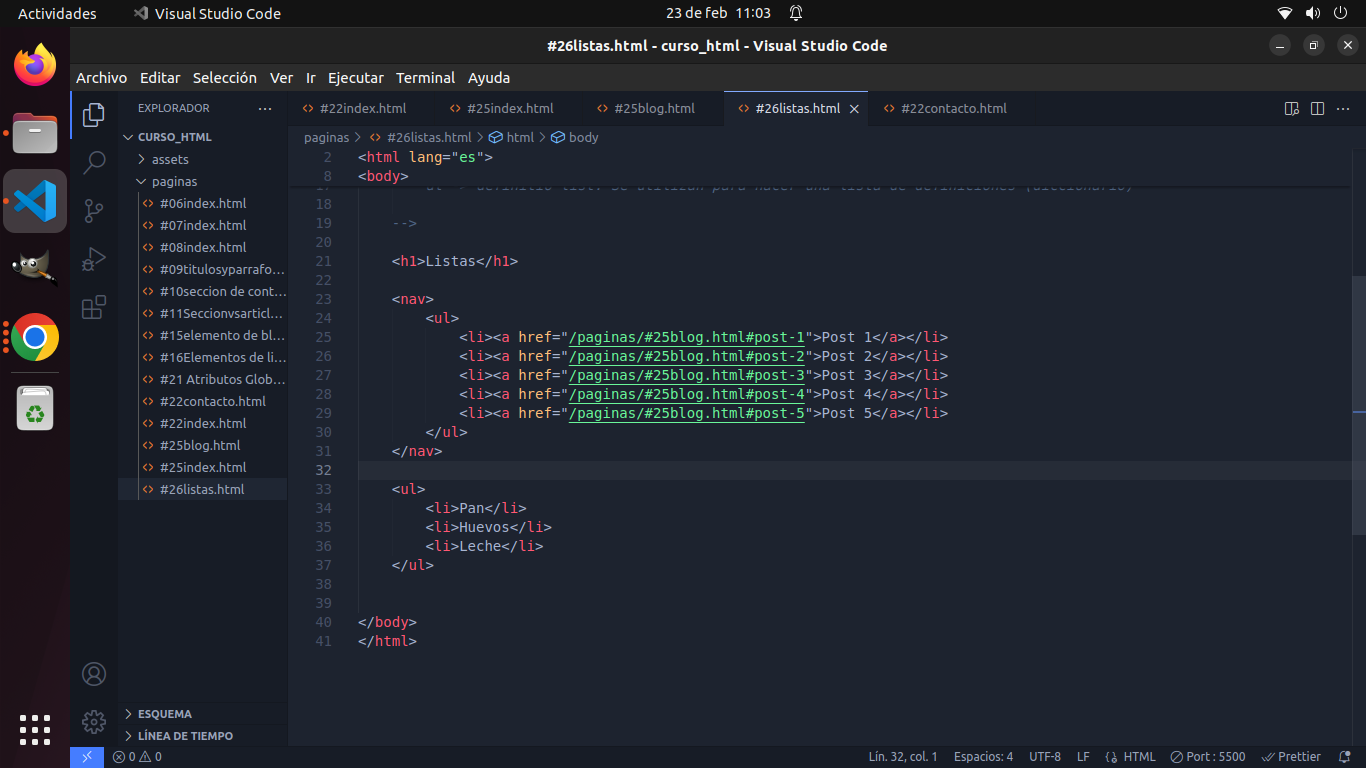 Actividades Visual Studio Code 23 de feb 11:03
#26listas.html - curso_html - Visual Studio Code
Archivo Editar Selección Ver Ir Ejecutar Terminal Ayuda
EXPLORADOR
CURSO_HTML
assets
paginas
#06index.html
#07index.html
#08index.html
#09titulosyparrafo...
#10seccion de cont...
#11Seccionvsarticl...
#15elemento de bl...
#16Elementos de li...
#21 Atributos Glob...
#22contacto.html
#22index.html
#25blog.html
#25index.html
#26listas.html
ESQUEMA
LÍNEA DE TIEMPO
#22index.html #25index.html #25blog.html #26listas.html #22contacto.html
paginas > #26listas.html > html > body
2 <html lang="es">
8 <body>
18
19 -->
20
21 <h1>Listas</h1>
22
23 <nav>
24 <ul>
25 <li><a href="/paginas/#25blog.html#post-1">Post 1</a></li>
26 <li><a href="/paginas/#25blog.html#post-2">Post 2</a></li>
27 <li><a href="/paginas/#25blog.html#post-3">Post 3</a></li>
28 <li><a href="/paginas/#25blog.html#post-4">Post 4</a></li>
29 <li><a href="/paginas/#25blog.html#post-5">Post 5</a></li>
30 </ul>
31 </nav>
32
33 <ul>
34 <li>Pan</li>
35 <li>Huevos</li>
36 <li>Leche</li>
37 </ul>
38
39
40 </body>
41 </html>
0 0 Lín. 32, col. 1 Espacios: 4 UTF-8 LF HTML Port : 5500 Prettier